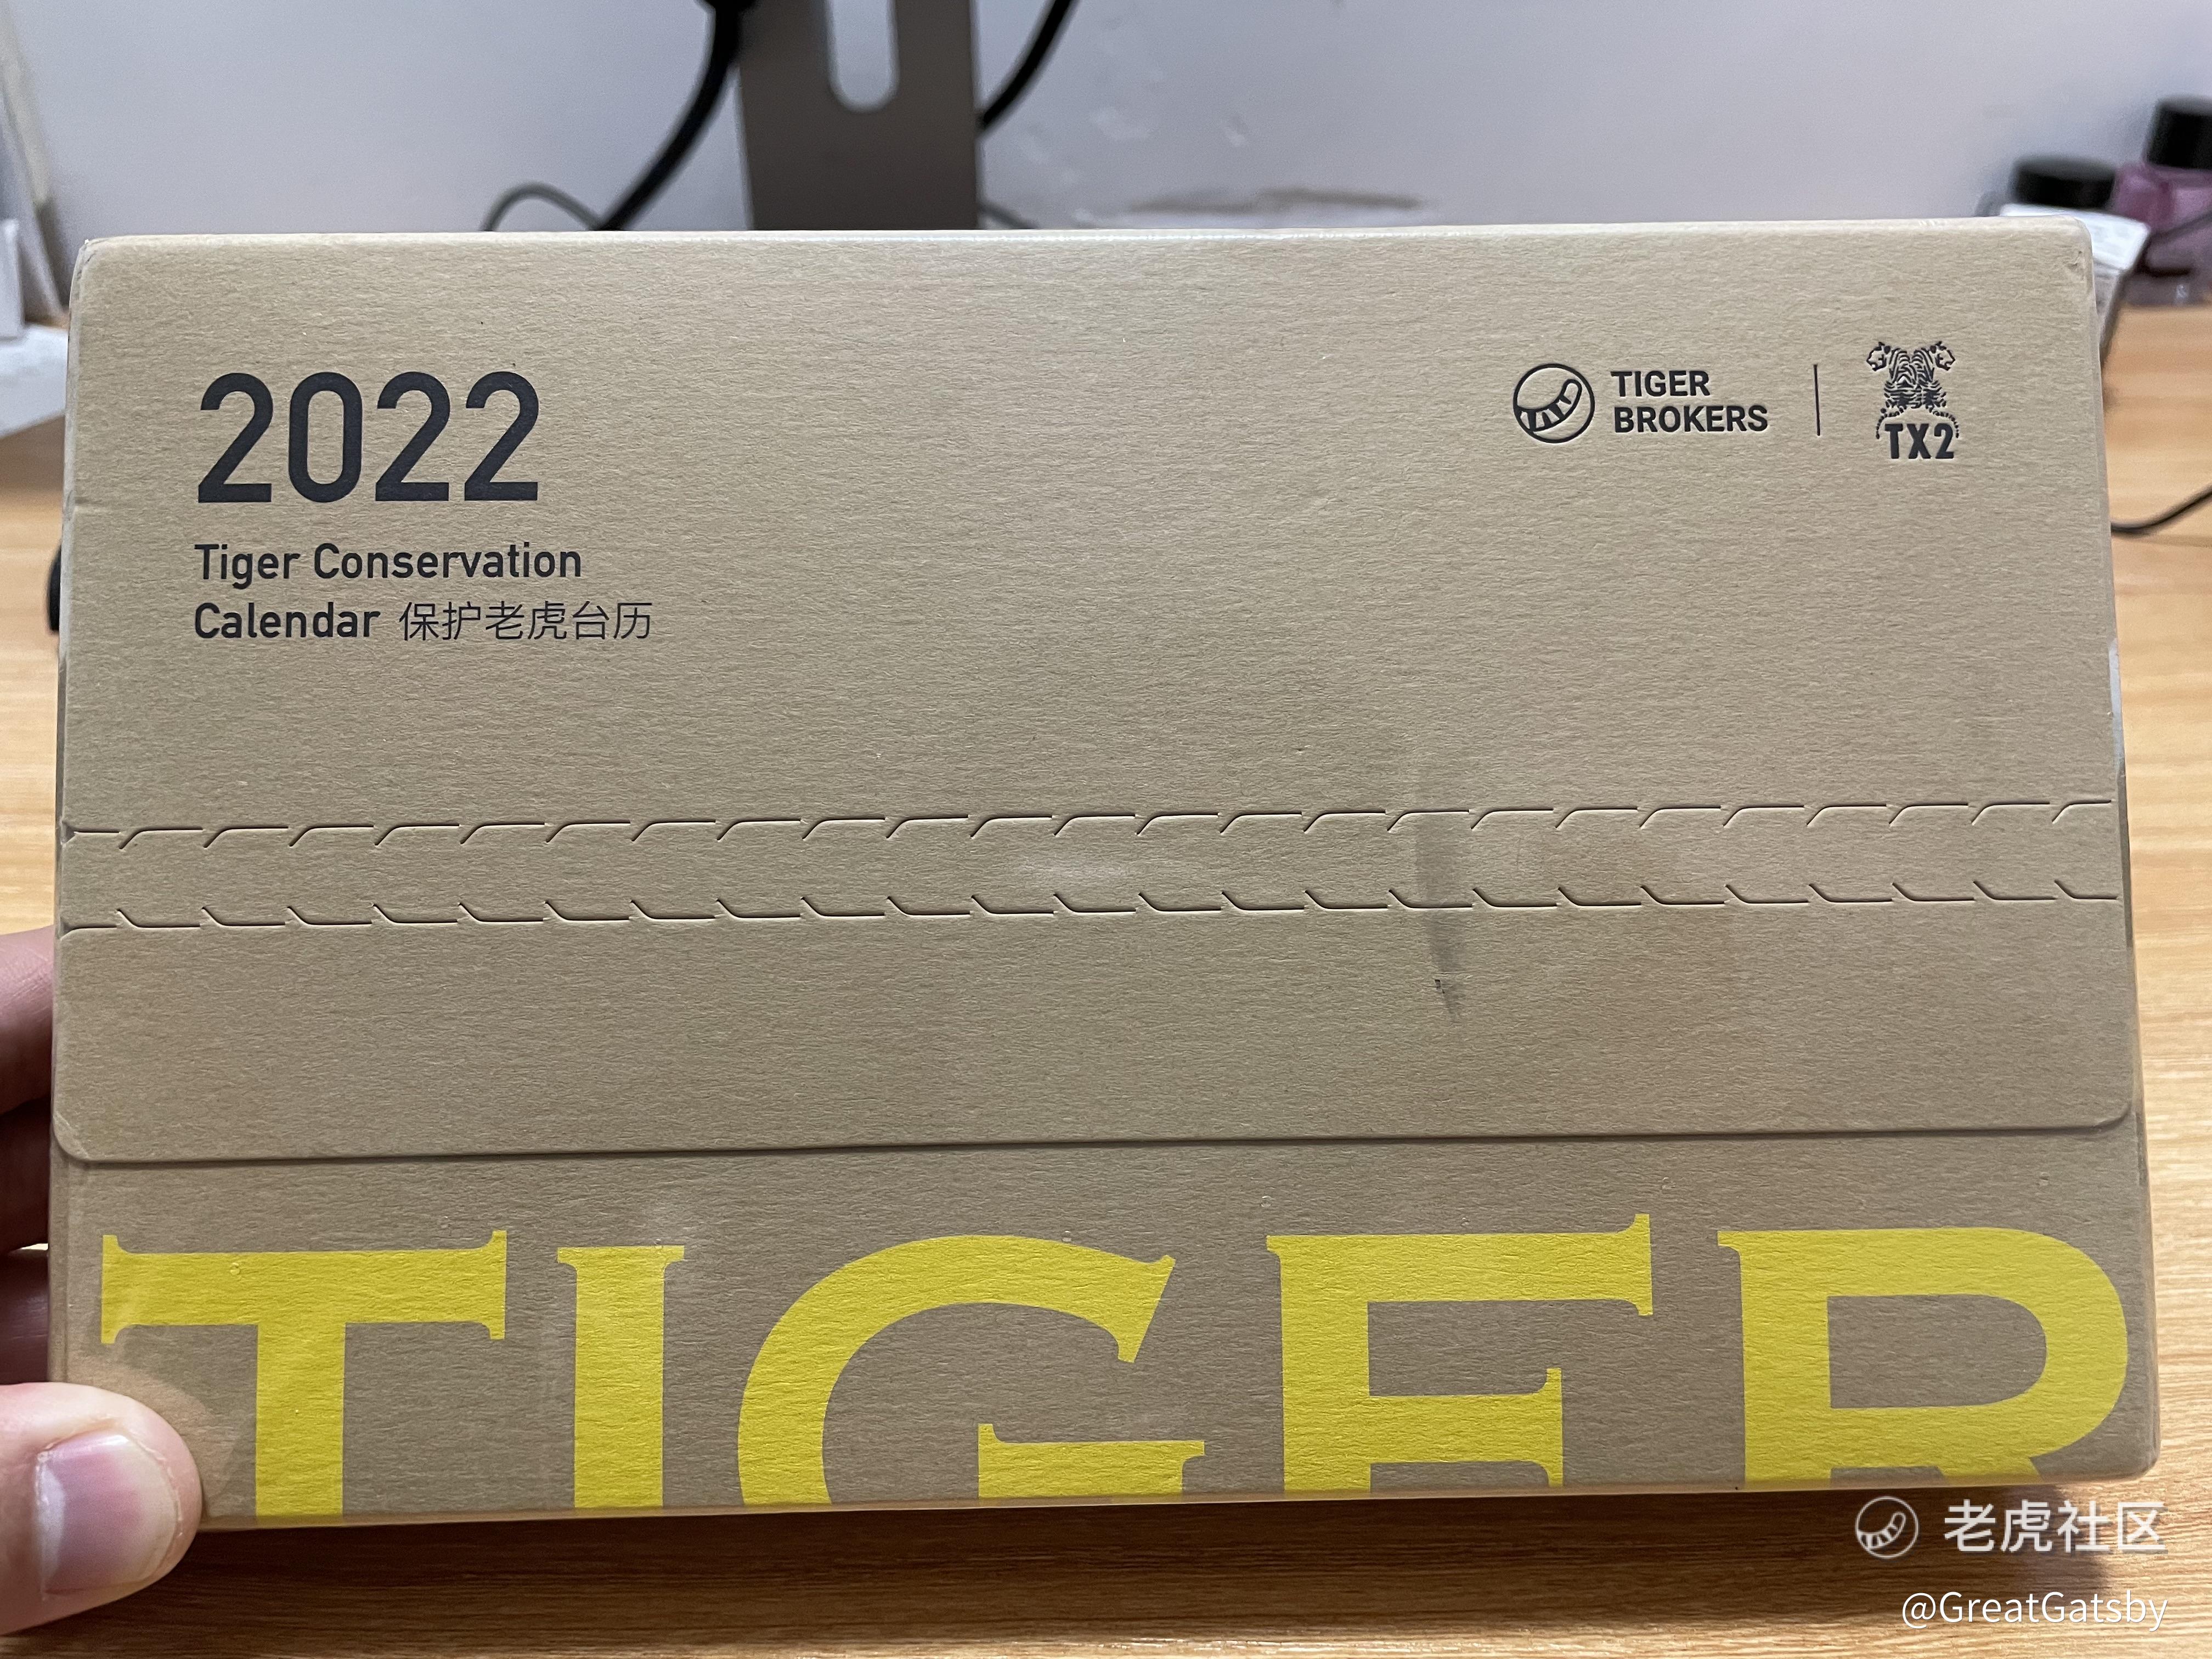 2022
Tiger Conservation
Calendar 保护老虎台历
TIGER
BROKERS
TX2
TIGER
老虎社区
@GreatGatsby